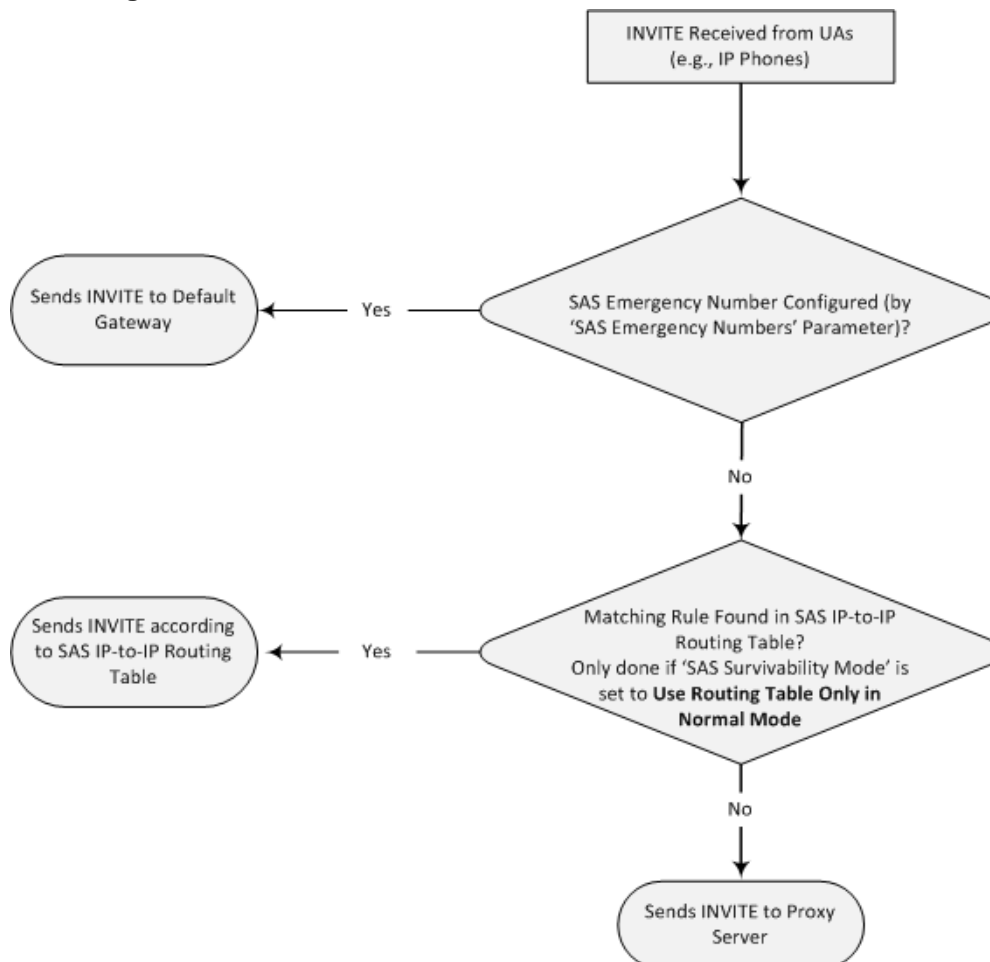 INVITE Received from UAs
(e.g., IP Phones)
SAS Emergency Number Configured (by
‘SAS Emergency Numbers’ Parameter)?
Yes
Sends INVITE to Default
Gateway
No
Matching Rule Found in SAS IP-to-IP
Routing Table?
Only done if ‘SAS Survivability Mode’ is
set to Use Routing Table Only in
Normal Mode
Yes
Sends INVITE according
to SAS IP-to-IP Routing
Table
No
Sends INVITE to Proxy
Server